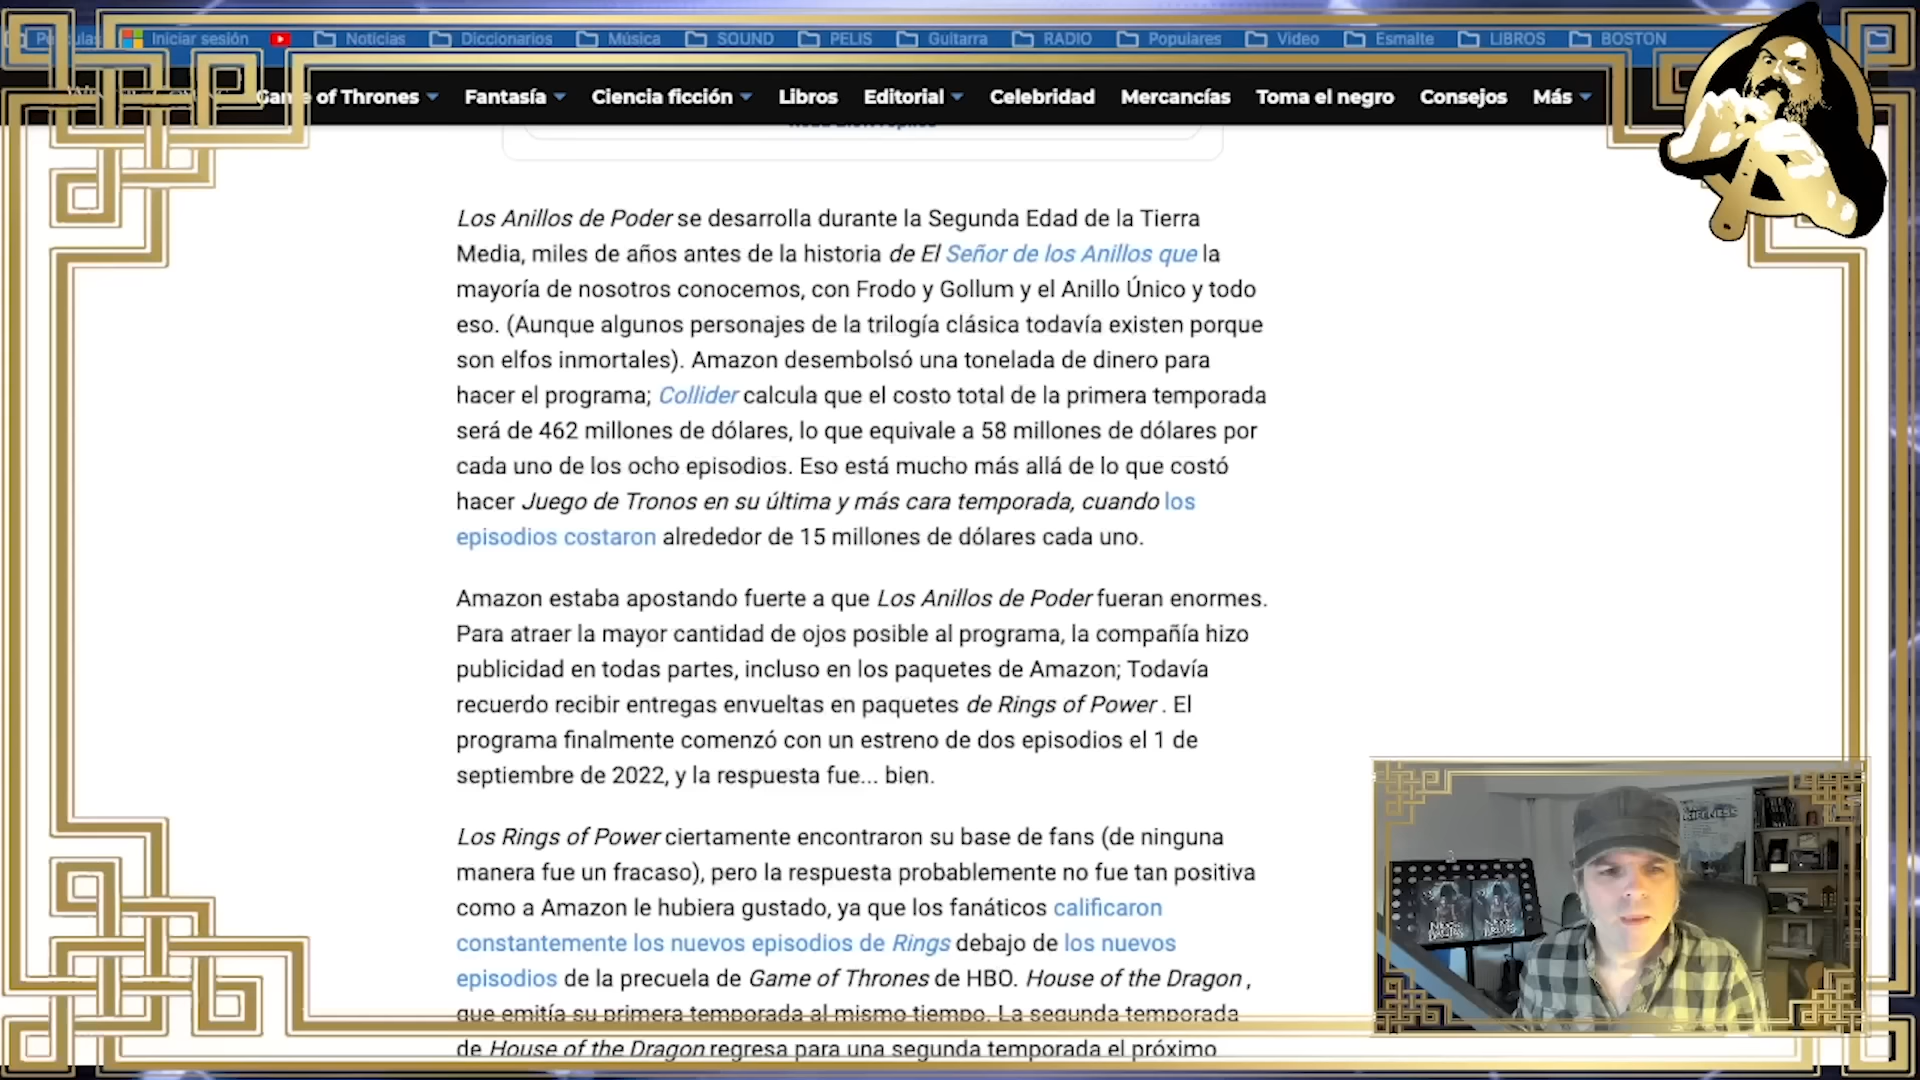 Películas Iniciar sesión Noticias Diccionarios Música SOUND PELIS Guitarra RADIO Populares Video Esmalte LIBROS BOSTON
Game of Thrones Fantasía Ciencia ficción Libros Editorial Celebridad Mercancías Toma el negro Consejos Más
Los Anillos de Poder se desarrolla durante la Segunda Edad de la Tierra
Media, miles de años antes de la historia de El Señor de los Anillos que la
mayoría de nosotros conocemos, con Frodo y Gollum y el Anillo Único y todo
eso. (Aunque algunos personajes de la trilogía clásica todavía existen porque
son elfos inmortales). Amazon desembolsó una tonelada de dinero para
hacer el programa; Collider calcula que el costo total de la primera temporada
será de 462 millones de dólares, lo que equivale a 58 millones de dólares por
cada uno de los ocho episodios. Eso está mucho más allá de lo que costó
hacer Juego de Tronos en su última y más cara temporada, cuando los
episodios costaron alrededor de 15 millones de dólares cada uno.
Amazon estaba apostando fuerte a que Los Anillos de Poder fueran enormes.
Para atraer la mayor cantidad de ojos posible al programa, la compañía hizo
publicidad en todas partes, incluso en los paquetes de Amazon; Todavía
recuerdo recibir entregas envueltas en paquetes de Rings of Power . El
programa finalmente comenzó con un estreno de dos episodios el 1 de
septiembre de 2022, y la respuesta fue... bien.
Los Rings of Power ciertamente encontraron su base de fans (de ninguna
manera fue un fracaso), pero la respuesta probablemente no fue tan positiva
como a Amazon le hubiera gustado, ya que los fanáticos calificaron
constantemente los nuevos episodios de Rings debajo de los nuevos
episodios de la precuela de Game of Thrones de HBO. House of the Dragon ,
que emitía su primera temporada al mismo tiempo. La segunda temporada
de House of the Dragon regresa para una segunda temporada el próximo